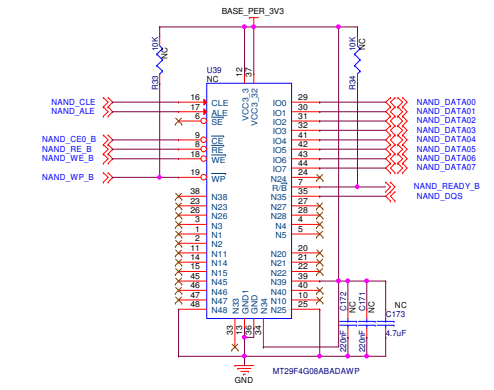 BASE_PER_3V3
10K
NC
R33
10K
NC
R34
U39
NC
12
37
VCC3_3
VCC3_32
NAND_CLE 16 CLE
NAND_ALE 17 ALE
6 SE
NAND_CE0_B 9 CE
NAND_RE_B 8 RE
NAND_WE_B 18 WE
NAND_WP_B 19 WP
38 N38
23 N23
26 N26
3 N3
1 N1
2 N2
11 N11
14 N14
15 N15
45 N45
46 N46
47 N47
48 N48
IO0 29 NAND_DATA00
IO1 30 NAND_DATA01
IO2 31 NAND_DATA02
IO3 32 NAND_DATA03
IO4 41 NAND_DATA04
IO5 42 NAND_DATA05
IO6 43 NAND_DATA06
IO7 44 NAND_DATA07
N24 24
R/B 7 NAND_READY_B
N35 35 NAND_DQS
N27 27
N28 28
N4 4
N5 5
N20 20
N21 21
N22 22
N39 39
N40 40
N10 10
N25 25
N33
GND1
GND
N34
33
13
36
34
C172
NC
220nF
C171
NC
220nF
NC
C173
4.7uF
MT29F4G08ABADAWP
GND